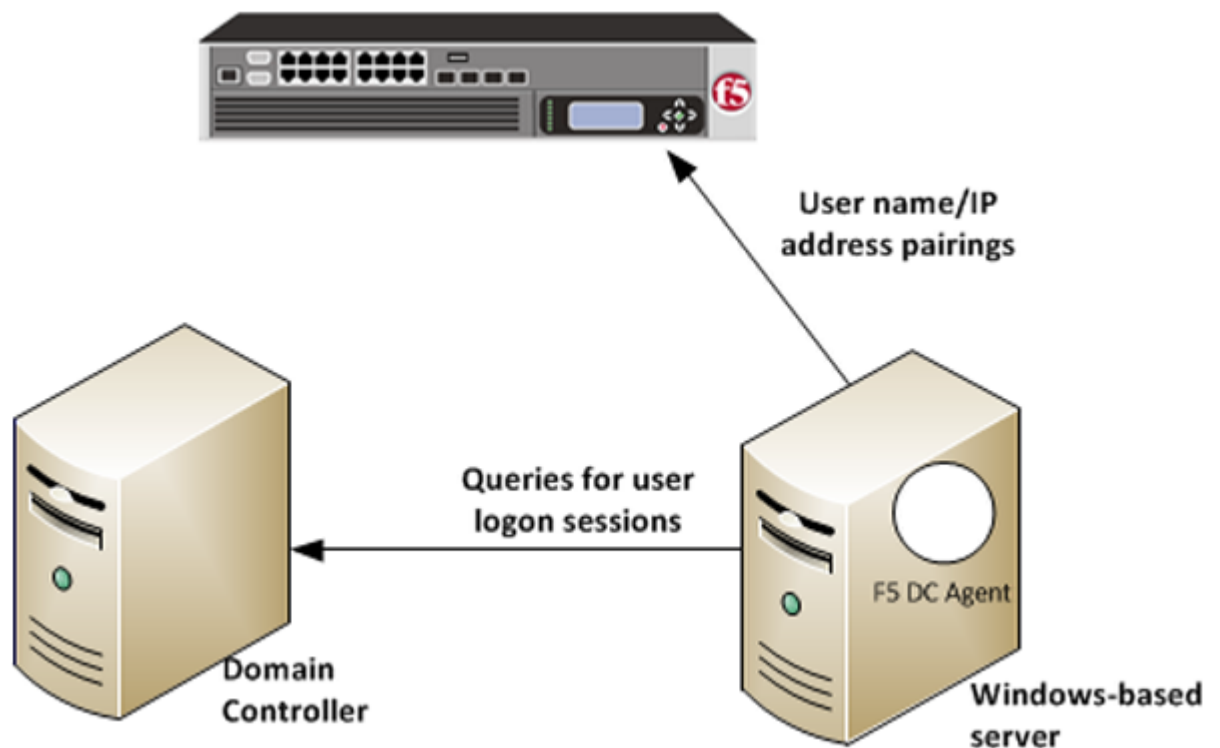 f5
User name/IP
address pairings
Queries for user
logon sessions
F5 DC Agent
Domain
Controller
Windows-based
server